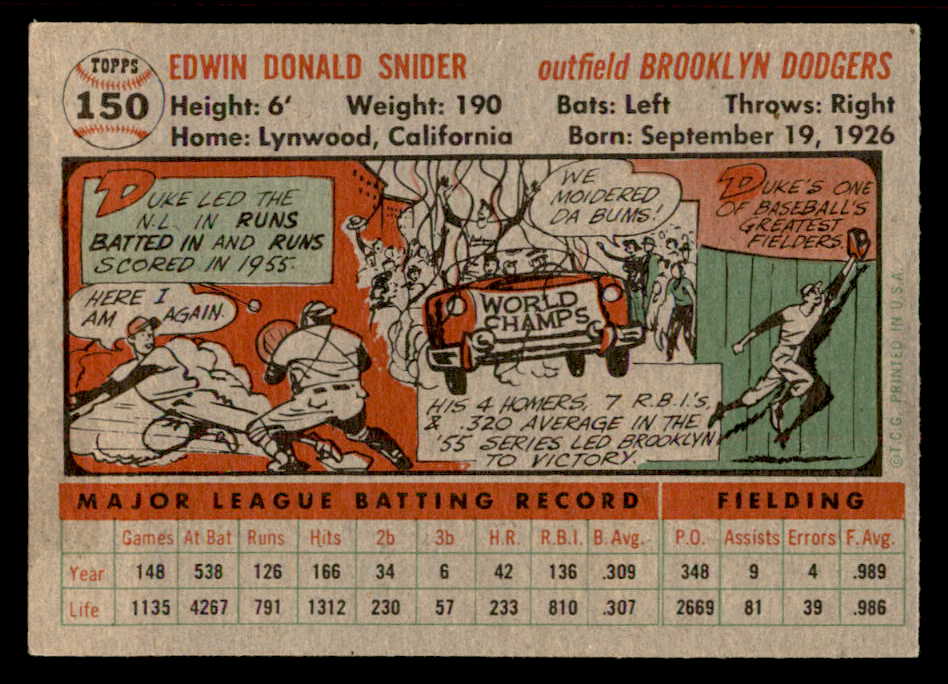 TOPPS
150
EDWIN DONALD SNIDER
outfield BROOKLYN DODGERS
Height: 6' Weight: 190 Bats: Left Throws: Right
Home: Lynwood, California Born: September 19, 1926
DUKE LED THE
N.L. IN RUNS
BATTED IN AND RUNS
SCORED IN 1955.
HERE I
AM AGAIN.
WE
MOIDERED
DA BUMS!
WORLD
CHAMPS
HIS 4 HOMERS, 7 R.B.I.'s,
& .320 AVERAGE IN THE
'55 SERIES LED BROOKLYN
TO VICTORY.
DUKE'S ONE
OF BASEBALL'S
GREATEST
FIELDERS.
©T.C.G. PRINTED IN U.S.A.
MAJOR LEAGUE BATTING RECORD FIELDING
Games At Bat Runs Hits 2b 3b H.R. R.B.I. B. Avg. P.O. Assists Errors F. Avg.
Year 148 538 126 166 34 6 42 136 .309 348 9 4 .989
Life 1135 4267 791 1312 230 57 233 810 .307 2669 81 39 .986